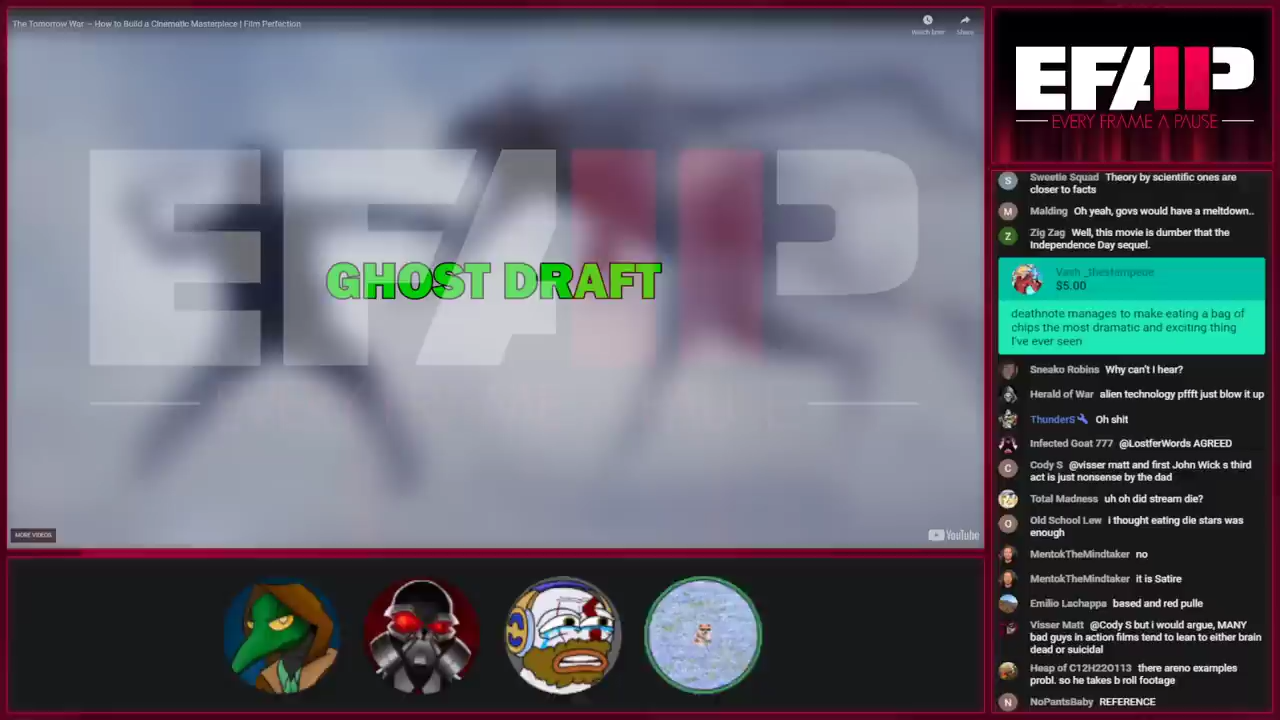 The Tomorrow War – How to Build a Cinematic Masterpiece | Film Perfection
Watch later
Share
EFAP
GHOST DRAFT
MORE VIDEOS
YouTube
EFAP
EVERY FRAME A PAUSE
S
Sweetie Squad Theory by scientific ones are
closer to facts
M
Malding Oh yeah, govs would have a meltdown..
Z
Zig Zag Well, this movie is dumber that the
Independence Day sequel.
Vash _thestampede
$5.00
deathnote manages to make eating a bag of
chips the most dramatic and exciting thing
I've ever seen
Sneako Robins Why can't I hear?
Herald of War alien technology pffft just blow it up
ThunderS Oh shit
Infected Goat 777 @LostferWords AGREED
C
Cody S @visser matt and first John Wick s third
act is just nonsense by the dad
Total Madness uh oh did stream die?
O
Old School Lew i thought eating die stars was
enough
MentokTheMindtaker no
MentokTheMindtaker it is Satire
Emilio Lachappa based and red pulle
Visser Matt @Cody S but i would argue, MANY
bad guys in action films tend to lean to either brain
dead or suicidal
Heap of C12H22O113 there areno examples
probl. so he takes b roll footage
N
NoPantsBaby REFERENCE